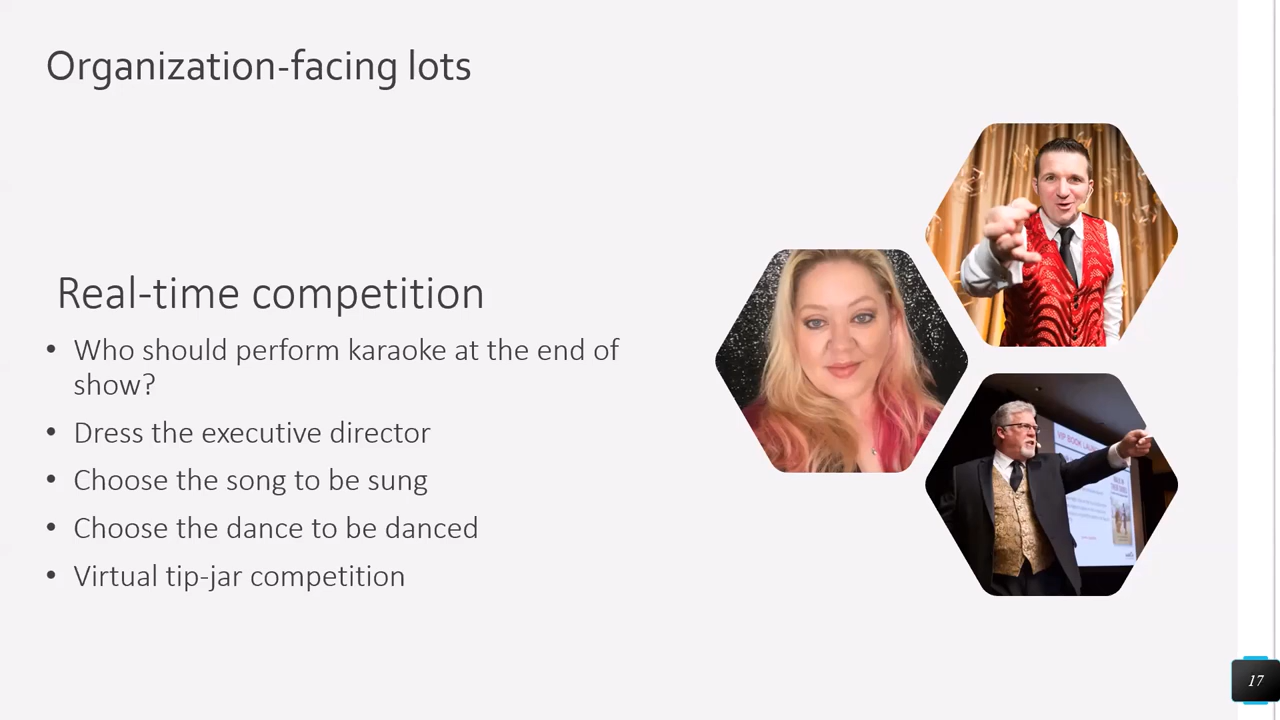 Organization-facing lots
Real-time competition
• Who should perform karaoke at the end of
show?
• Dress the executive director
• Choose the song to be sung
• Choose the dance to be danced
• Virtual tip-jar competition
17